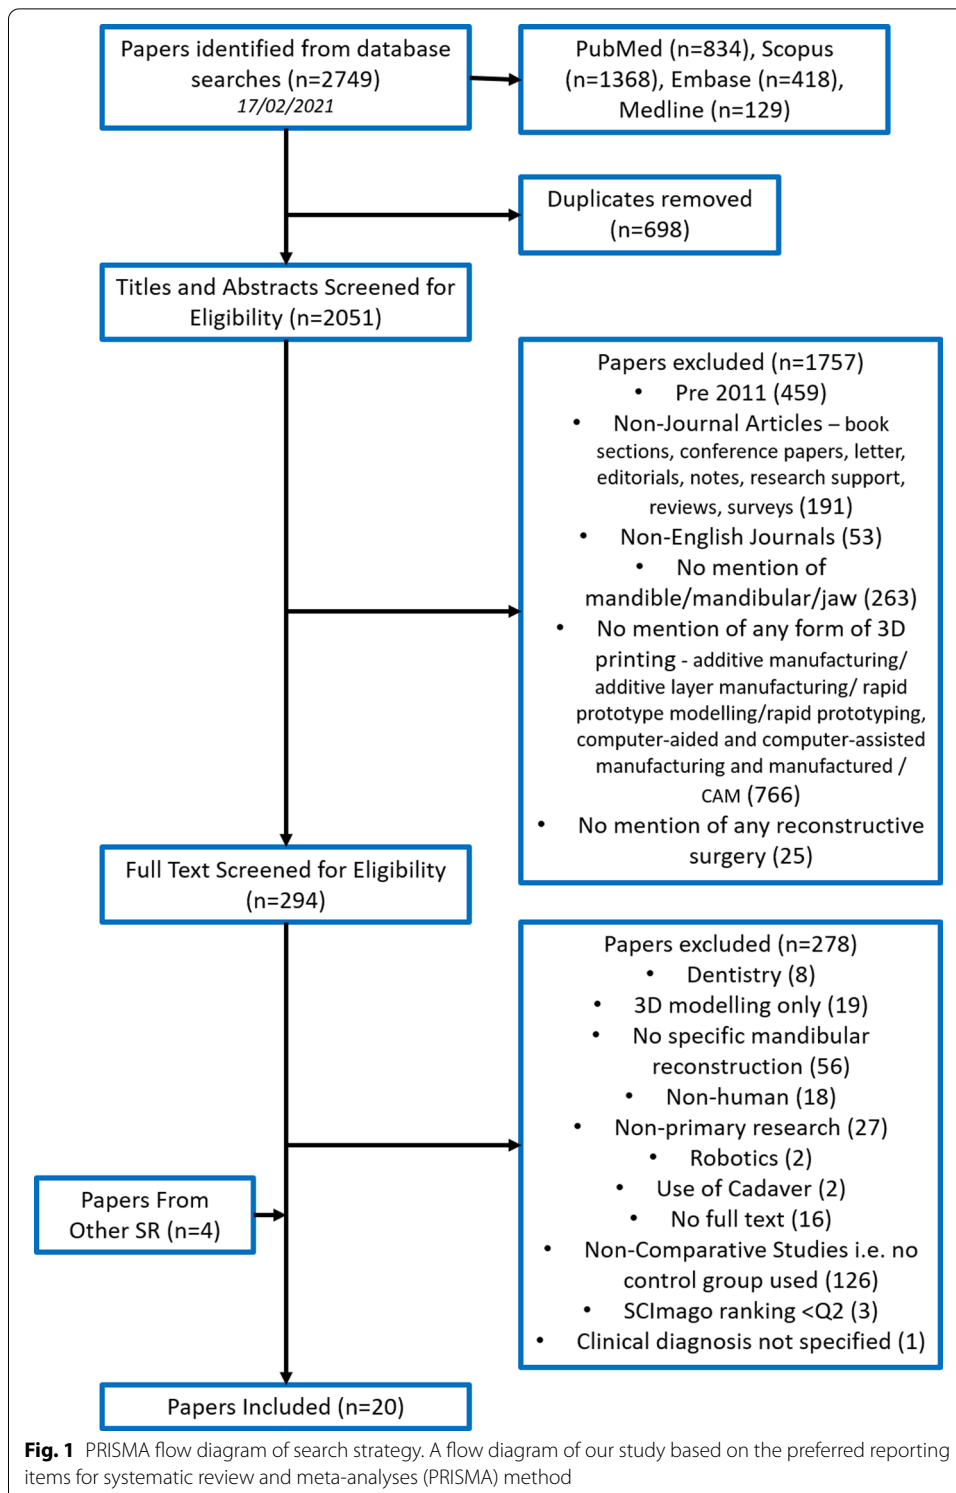 Papers identified from database
searches (n=2749)
17/02/2021
PubMed (n=834), Scopus
(n=1368), Embase (n=418),
Medline (n=129)
Duplicates removed
(n=698)
Titles and Abstracts Screened for
Eligibility (n=2051)
Papers excluded (n=1757)
• Pre 2011 (459)
• Non-Journal Articles – book
sections, conference papers, letter,
editorials, notes, research support,
reviews, surveys (191)
• Non-English Journals (53)
• No mention of
mandible/mandibular/jaw (263)
• No mention of any form of 3D
printing - additive manufacturing/
additive layer manufacturing/ rapid
prototype modelling/rapid prototyping,
computer-aided and computer-assisted
manufacturing and manufactured /
CAM (766)
• No mention of any reconstructive
surgery (25)
Full Text Screened for Eligibility
(n=294)
Papers excluded (n=278)
• Dentistry (8)
• 3D modelling only (19)
• No specific mandibular
reconstruction (56)
• Non-human (18)
• Non-primary research (27)
• Robotics (2)
• Use of Cadaver (2)
• No full text (16)
• Non-Comparative Studies i.e. no
control group used (126)
• SCImago ranking <Q2 (3)
• Clinical diagnosis not specified (1)
Papers From
Other SR (n=4)
Papers Included (n=20)
Fig. 1 PRISMA flow diagram of search strategy. A flow diagram of our study based on the preferred reporting
items for systematic review and meta-analyses (PRISMA) method